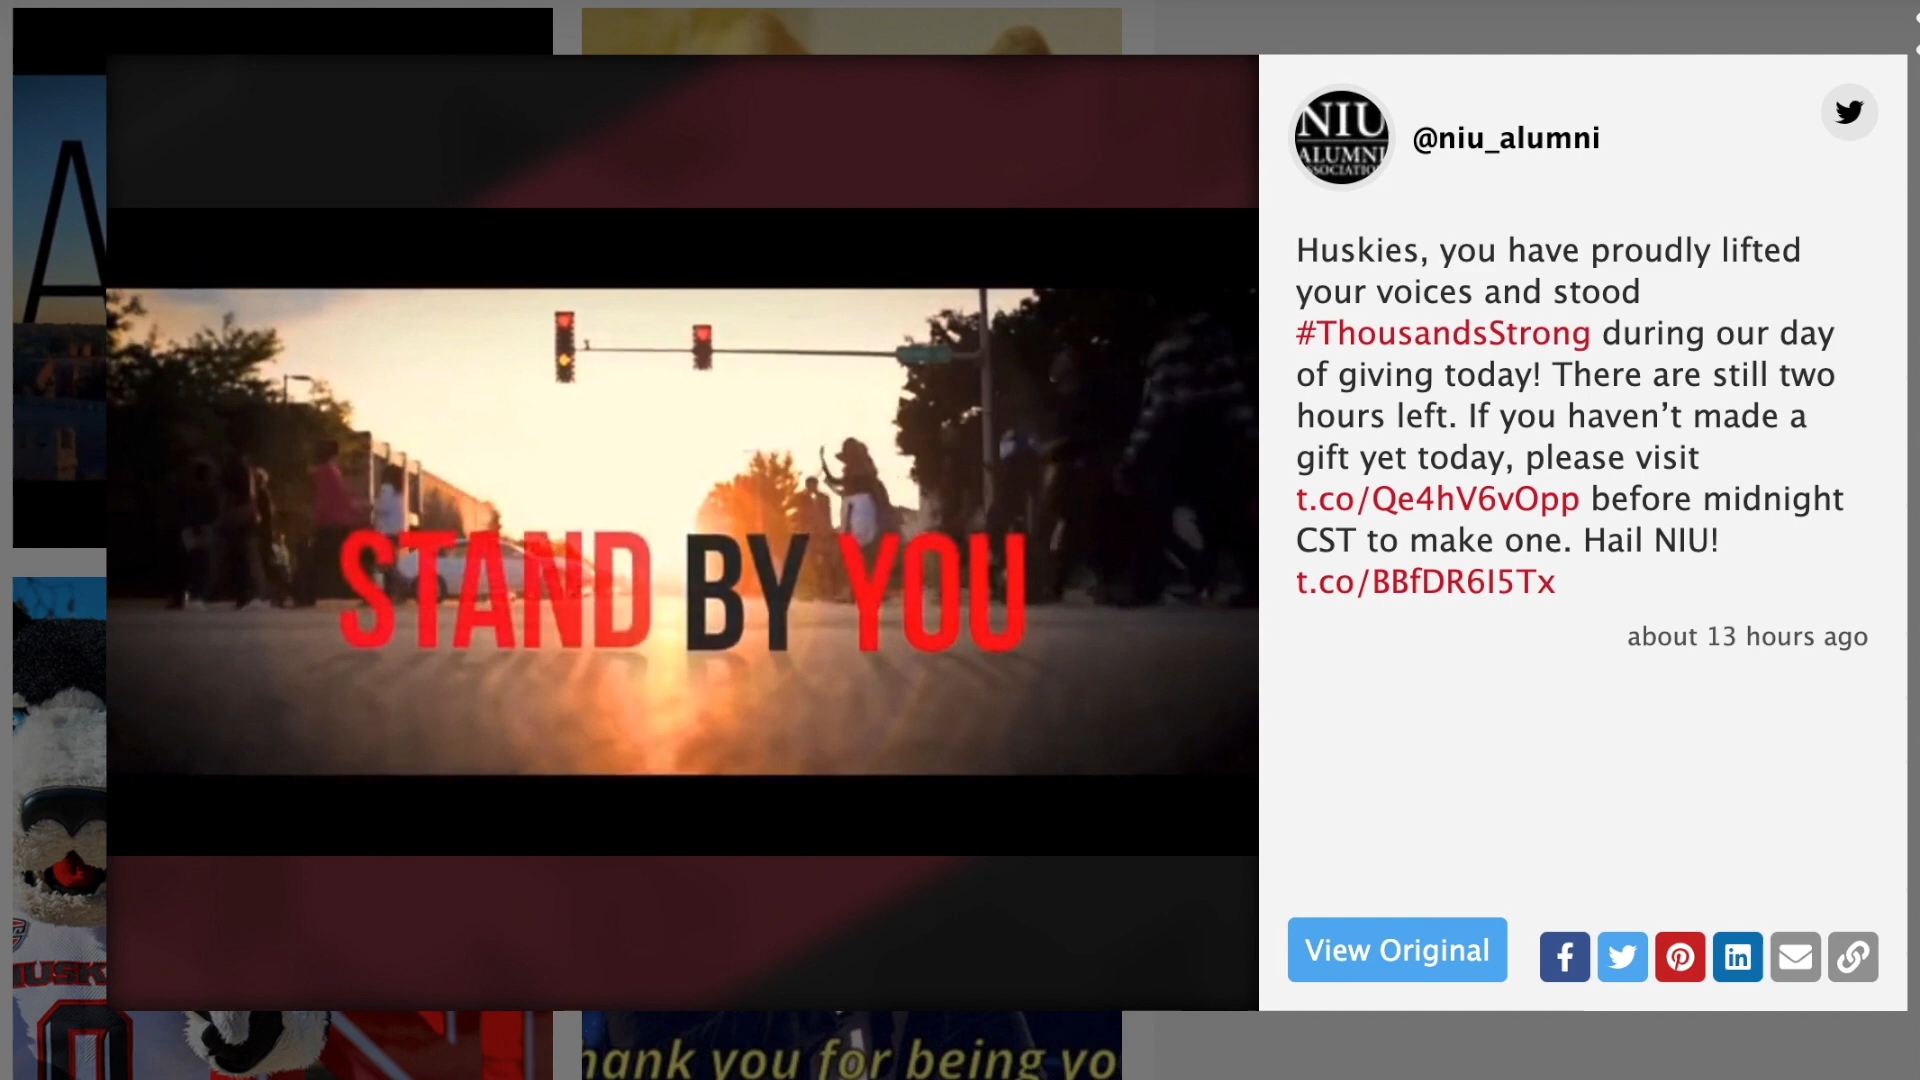 A
NIU
ALUMNI
@niu_alumni
Huskies, you have proudly lifted
your voices and stood
#ThousandsStrong during our day
of giving today! There are still two
hours left. If you haven’t made a
gift yet today, please visit
t.co/Qe4hV6vOpp before midnight
CST to make one. Hail NIU!
t.co/BBfDR6I5Tx
about 13 hours ago
STAND BY YOU
View Original
hank you for being yo